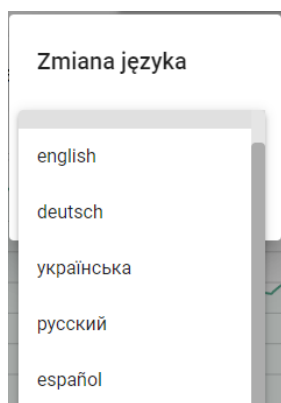 Zmiana języka
english
deutsch
українська
русский
español